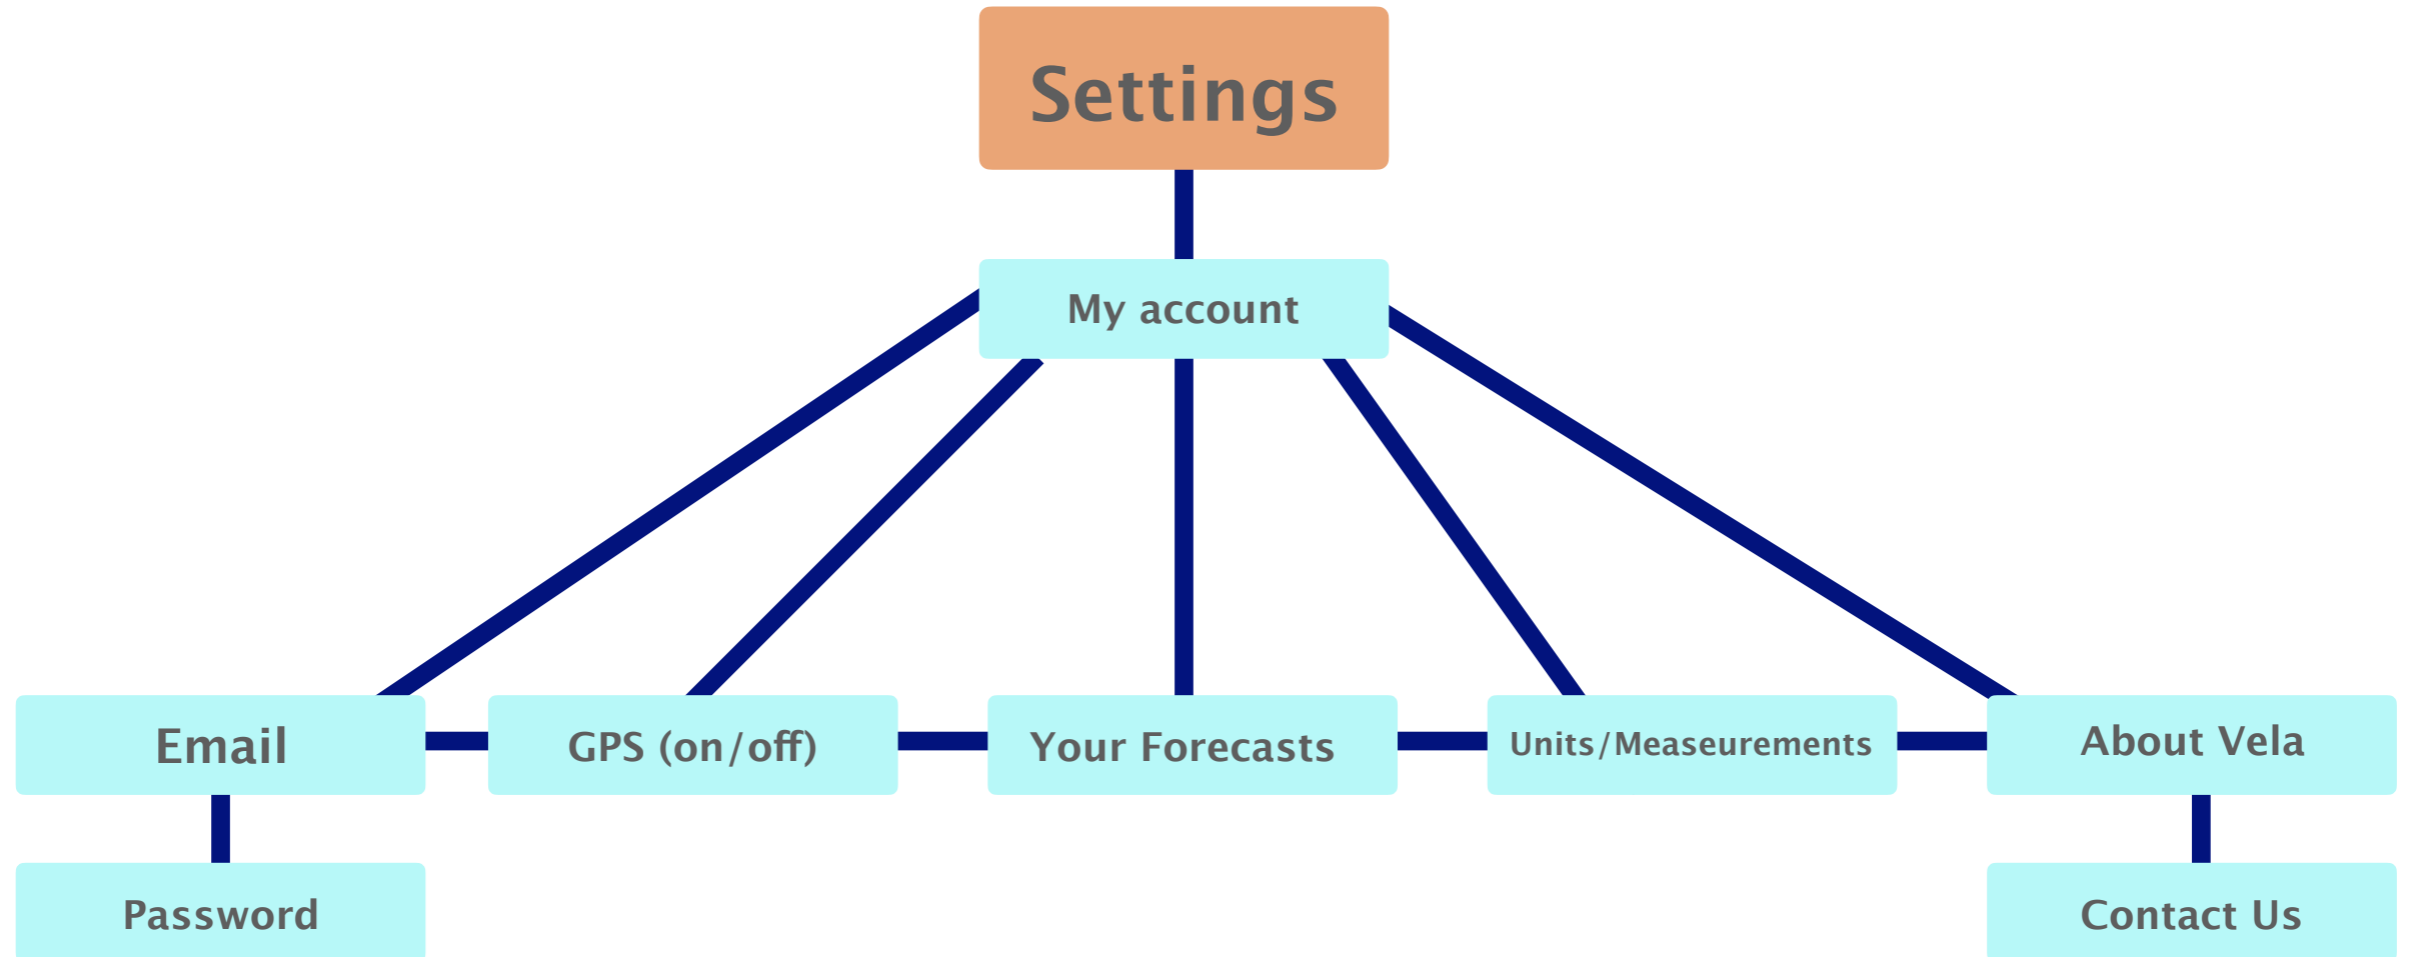 Settings
My account
Email
GPS (on/off)
Your Forecasts
Units/Measeurements
About Vela
Password
Contact Us